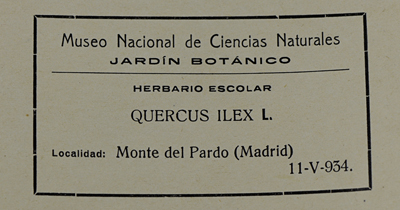 Museo Nacional de Ciencias Naturales
JARDÍN BOTÁNICO
HERBARIO ESCOLAR
QUERCUS ILEX L.
Localidad: Monte del Pardo (Madrid)
11-V-934.